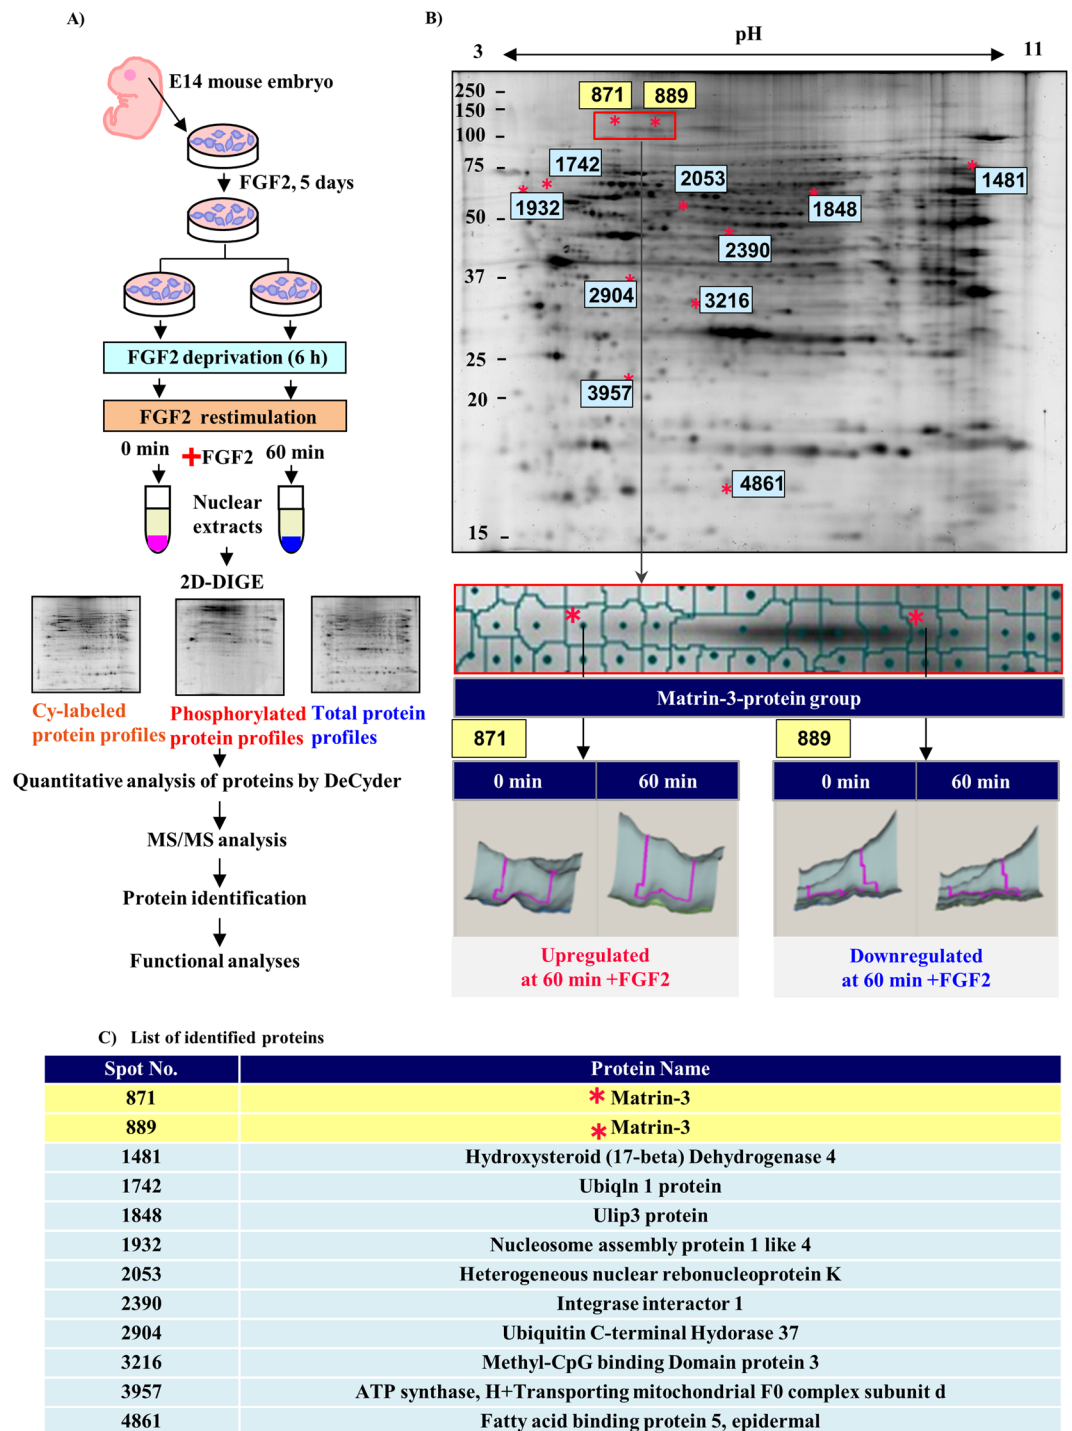 A)
E14 mouse embryo
FGF2, 5 days
FGF2 deprivation (6 h)
FGF2 restimulation
0 min
+FGF2
60 min
Nuclear
extracts
2D-DIGE
Cy-labeled
protein profiles
Phosphorylated
protein profiles
Total protein
profiles
Quantitative analysis of proteins by DeCyder
MS/MS analysis
Protein identification
Functional analyses
B)
pH
3
11
250
150
100
75
50
37
25
20
15
871
889
1742
1932
2053
1848
1481
2390
2904
3216
3957
4861
*
*
Matrin-3-protein group
871
0 min
60 min
Upregulated
at 60 min +FGF2
889
0 min
60 min
Downregulated
at 60 min +FGF2
C) List of identified proteins
Spot No. Protein Name
871 * Matrin-3
889 * Matrin-3
1481 Hydroxysteroid (17-beta) Dehydrogenase 4
1742 Ubiqln 1 protein
1848 Ulip3 protein
1932 Nucleosome assembly protein 1 like 4
2053 Heterogeneous nuclear rebonucleoprotein K
2390 Integrase interactor 1
2904 Ubiquitin C-terminal Hydorase 37
3216 Methyl-CpG binding Domain protein 3
3957 ATP synthase, H+Transporting mitochondrial F0 complex subunit d
4861 Fatty acid binding protein 5, epidermal